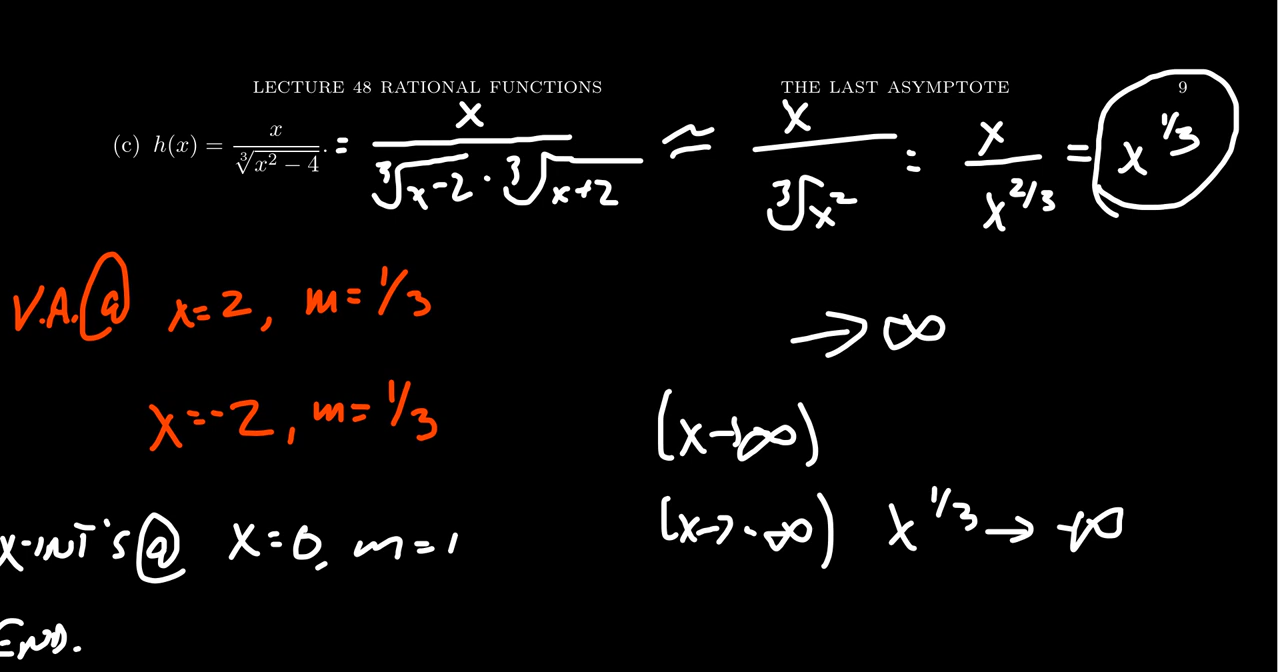 LECTURE 48 RATIONAL FUNCTIONS THE LAST ASYMPTOTE 9
(c) h(x) = x/∛(x² − 4). = x/(∛(x−2) · ∛(x+2)) ≈ x/∛(x²) = x/x^(2/3) = x^(1/3)
V.A. @ x=2, m=1/3
→ ∞
x=-2, m=1/3
(x→∞)
X-INT'S @ x=0, m=1
(x→-∞) x^(1/3) → -∞
END.